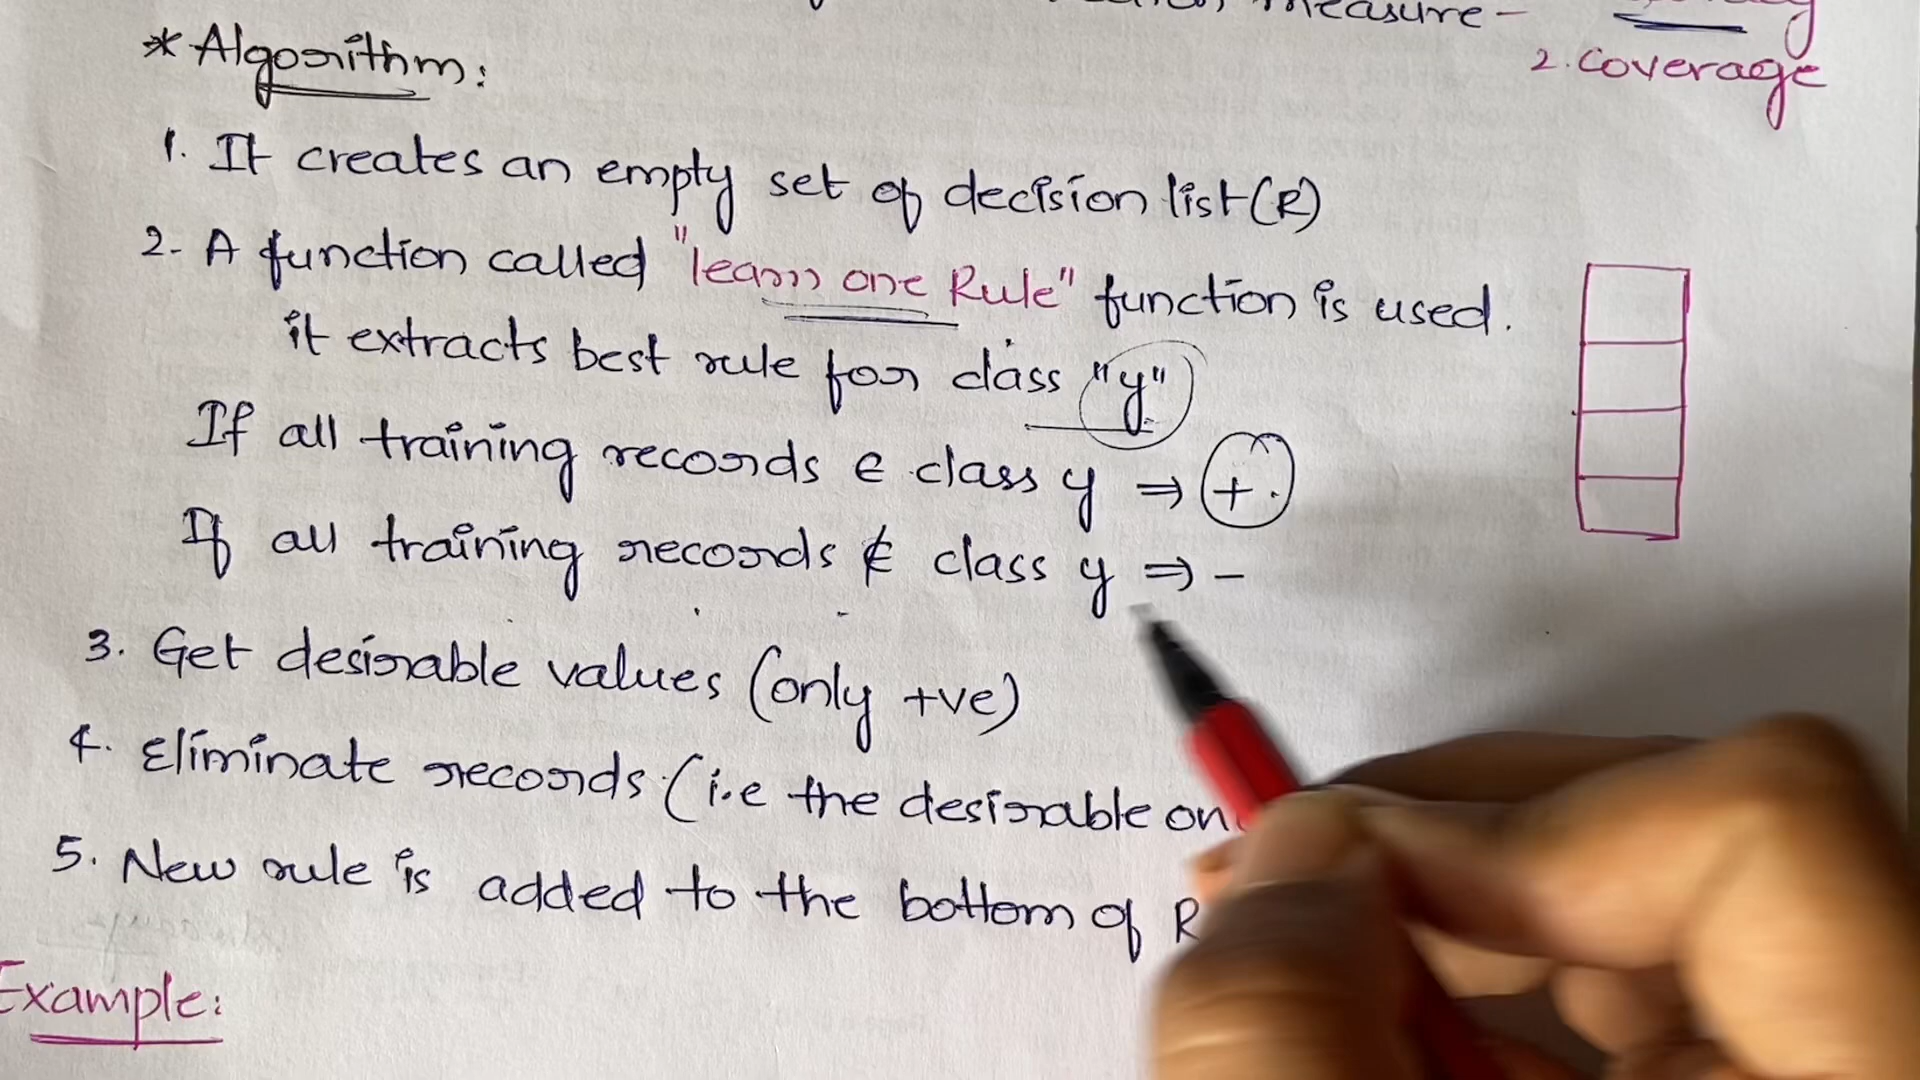 measure -
2. Coverage
* Algorithm:
1. It creates an empty set of decision list (R)
2. A function called "learn one Rule" function is used.
it extracts best rule for class "y"
If all training records ∈ class y ⇒ +.
If all training records ∉ class y ⇒ -
3. Get desirable values (only +ve)
4. Eliminate records (i.e the desirable
5. New rule is added to the bottom of R
Example: